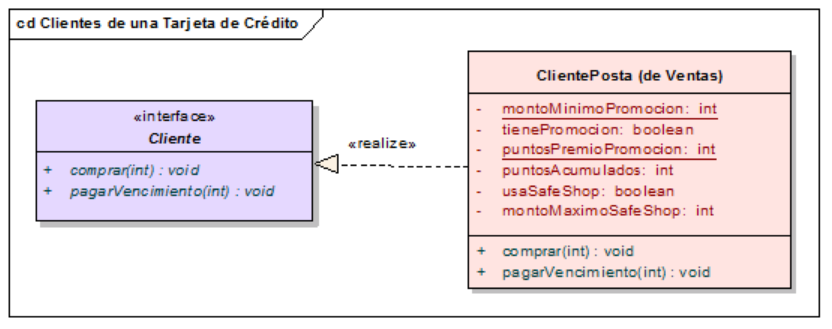 cd Clientes de una Tarjeta de Crédito
«interface»
Cliente
+ comprar(int) : void
+ pagarVencimiento(int) : void
«realize»
ClientePosta (de Ventas)
- montoMinimoPromocion: int
- tienePromocion: boolean
- puntosPremioPromocion: int
- puntosAcumulados: int
- usaSafeShop: boolean
- montoMaximoSafeShop: int
+ comprar(int) : void
+ pagarVencimiento(int) : void